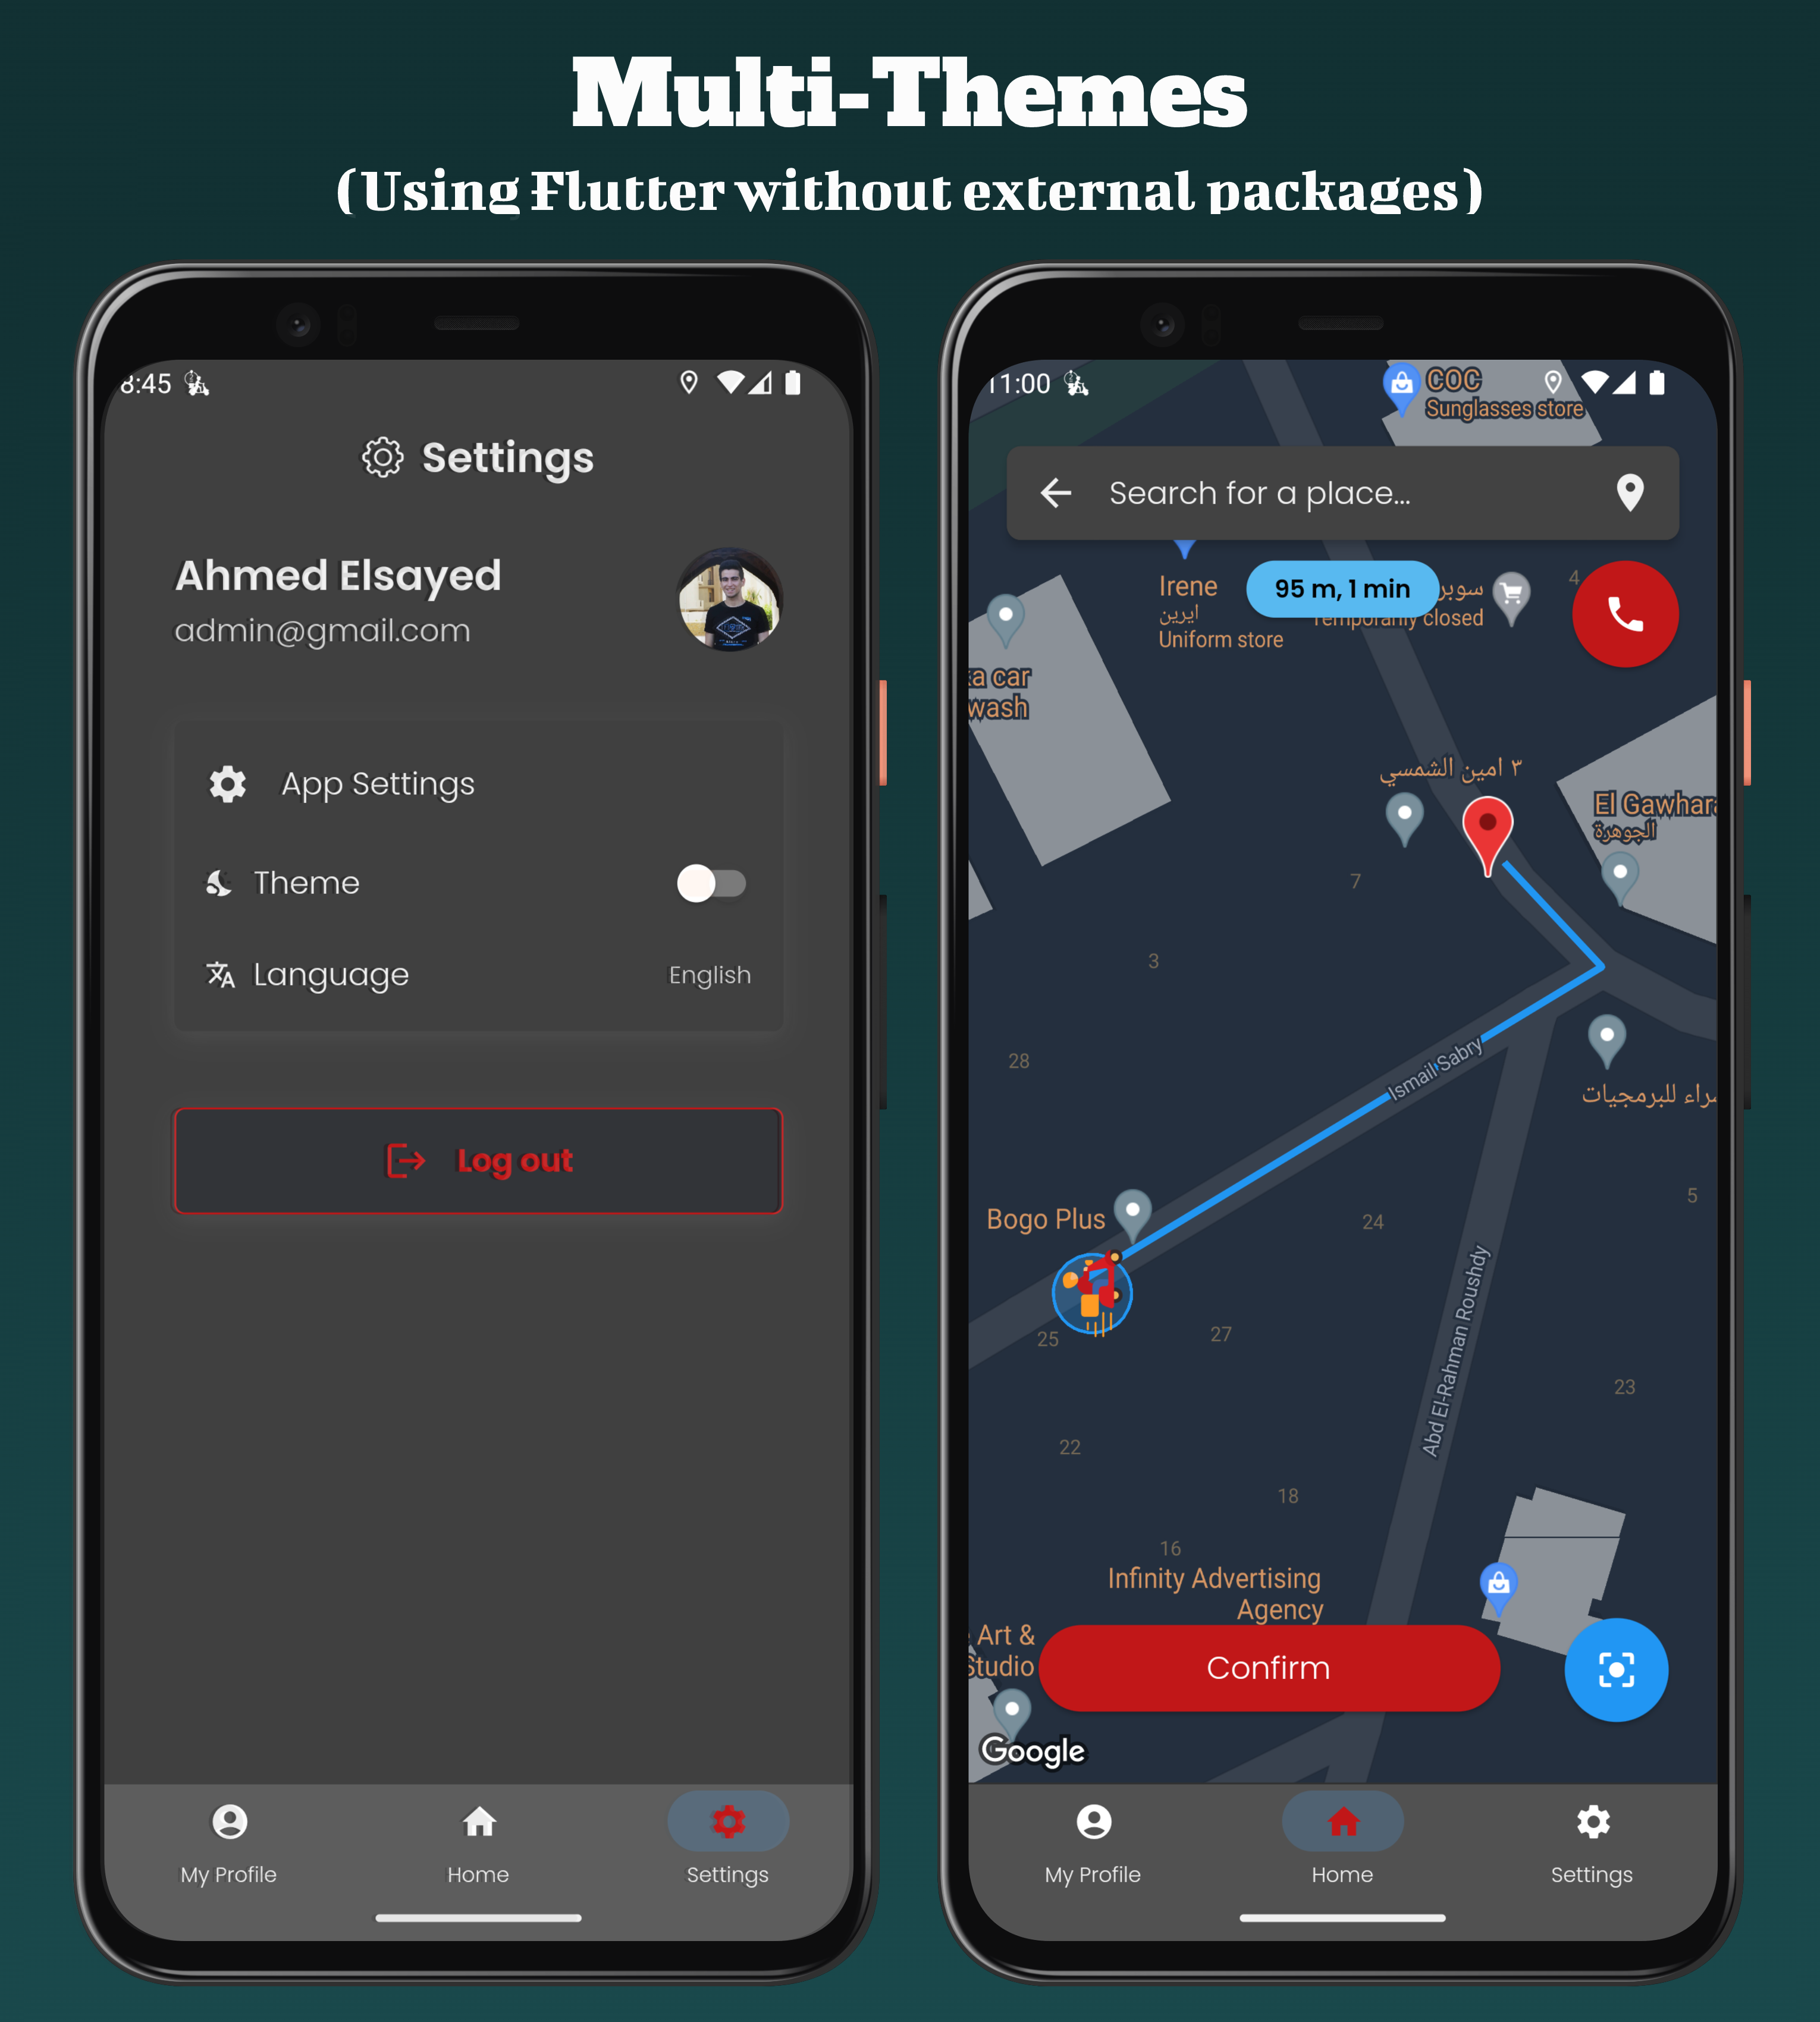 Multi-Themes
(Using Flutter without external packages)
8:45
Settings
Ahmed Elsayed
admin@gmail.com
App Settings
Theme
Language
English
Log out
My Profile
Home
Settings
11:00
COC
Sunglasses store
Search for a place...
Irene
ايرين
Uniform store
95 m, 1 min
سوبر
Temporarily closed
4
ka car
wash
٣ امين الشمسي
El Gawhara
الجوهرة
7
3
28
Ismail Sabry
للبرمجيات
5
Bogo Plus
24
25
27
Abd El-Rahman Roushdy
23
22
18
16
Infinity Advertising
Agency
Art &
Studio
Confirm
Google
My Profile
Home
Settings